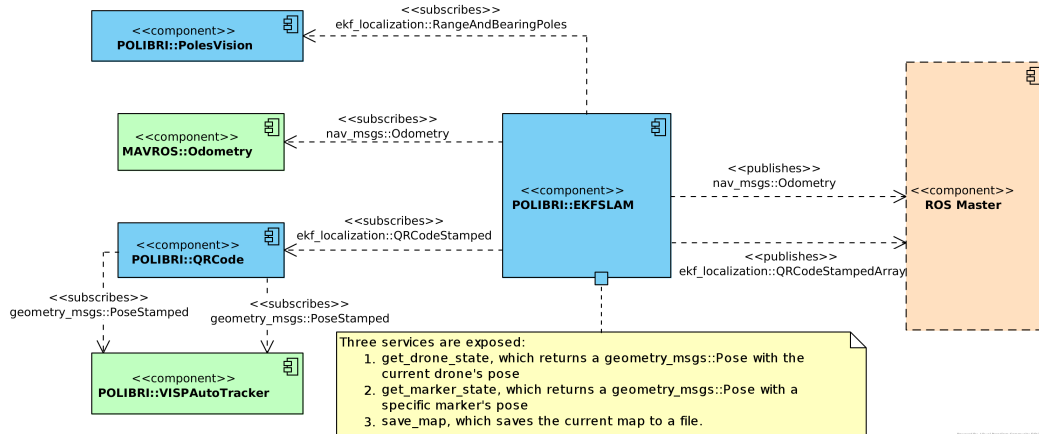 <<subscribes>>
ekf_localization::RangeAndBearingPoles
<<component>>
POLIBRI::PolesVision
<<subscribes>>
nav_msgs::Odometry
<<component>>
MAVROS::Odometry
<<component>>
POLIBRI::EKFSLAM
<<publishes>>
nav_msgs::Odometry
<<component>>
ROS Master
<<subscribes>>
ekf_localization::QRCodeStamped
<<component>>
POLIBRI::QRCode
<<publishes>>
ekf_localization::QRCodeStampedArray
<<subscribes>>
geometry_msgs::PoseStamped
<<subscribes>>
geometry_msgs::PoseStamped
<<component>>
POLIBRI::VISPAutoTracker
Three services are exposed:
1. get_drone_state, which returns a geometry_msgs::Pose with the
current drone's pose
2. get_marker_state, which returns a geometry_msgs::Pose with a
specific marker's pose
3. save_map, which saves the current map to a file.